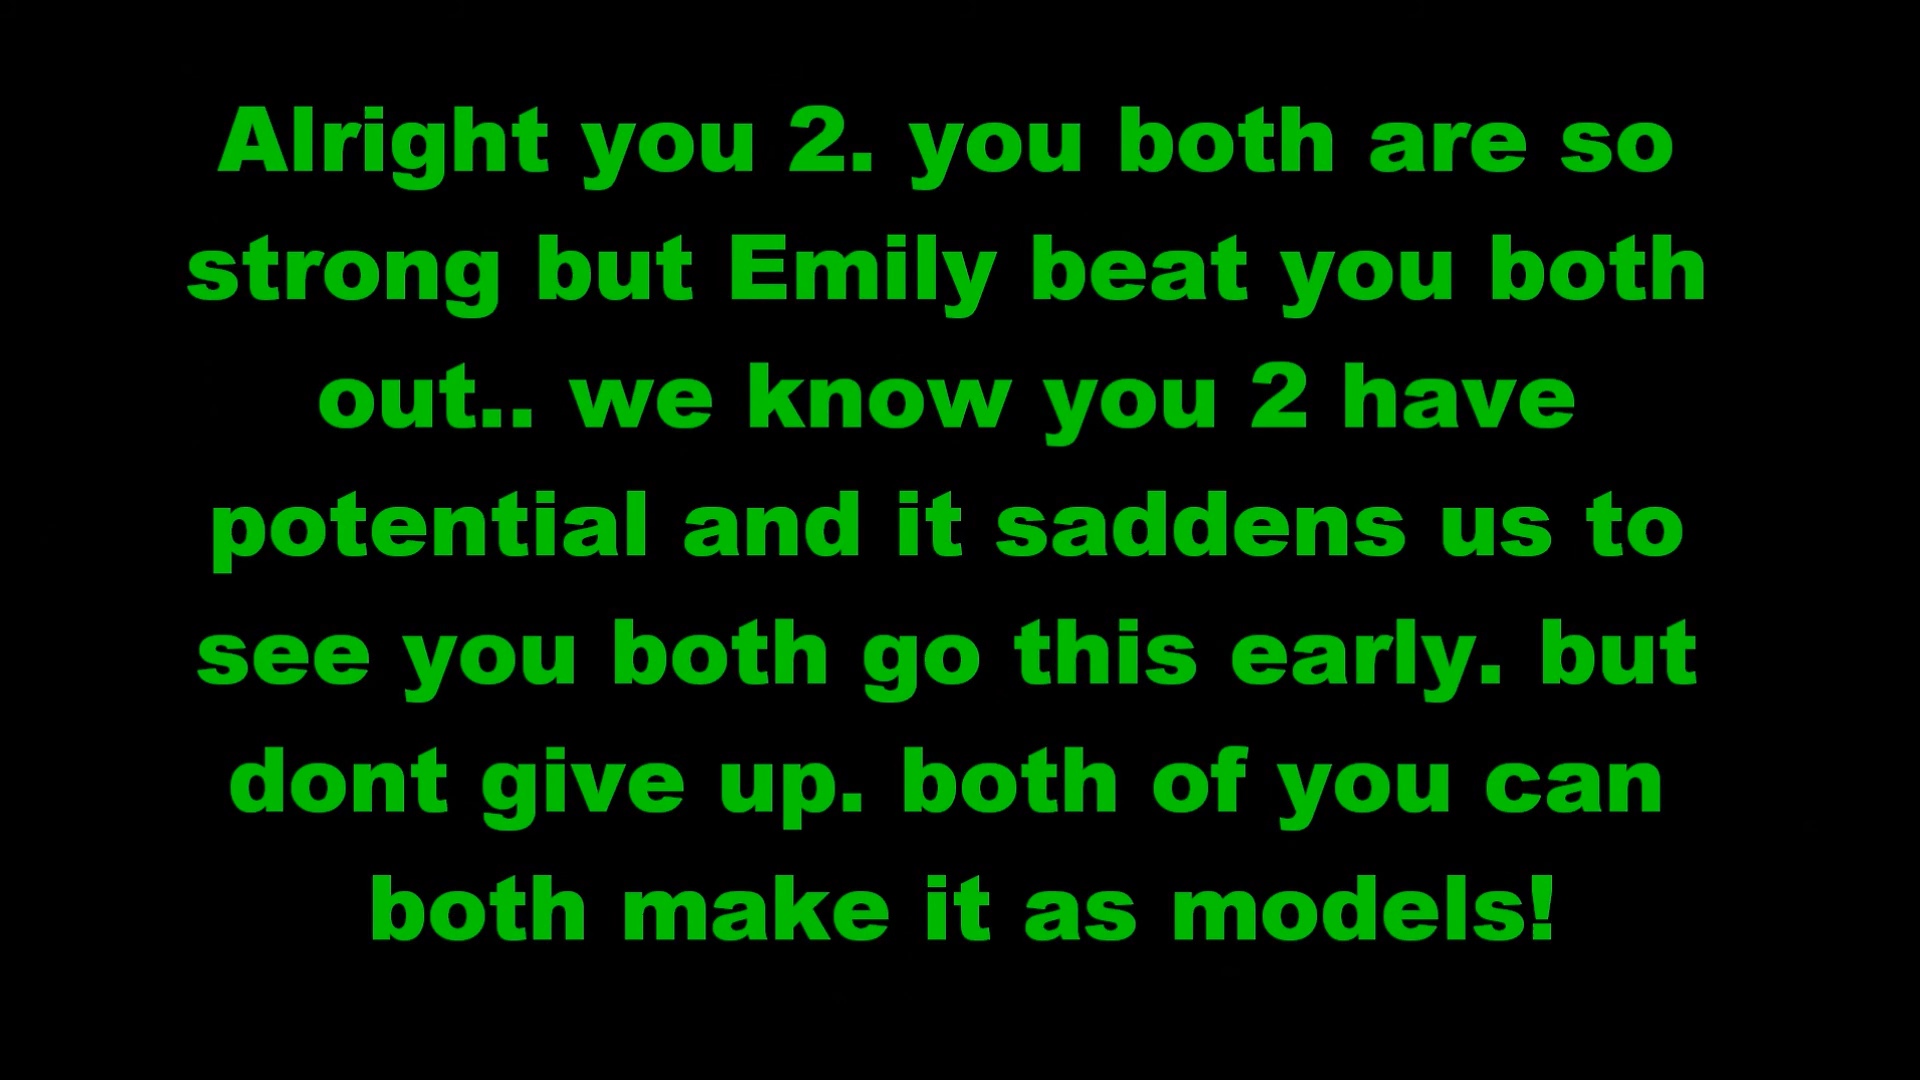 Alright you 2. you both are so
strong but Emily beat you both
out.. we know you 2 have
potential and it saddens us to
see you both go this early. but
dont give up. both of you can
both make it as models!